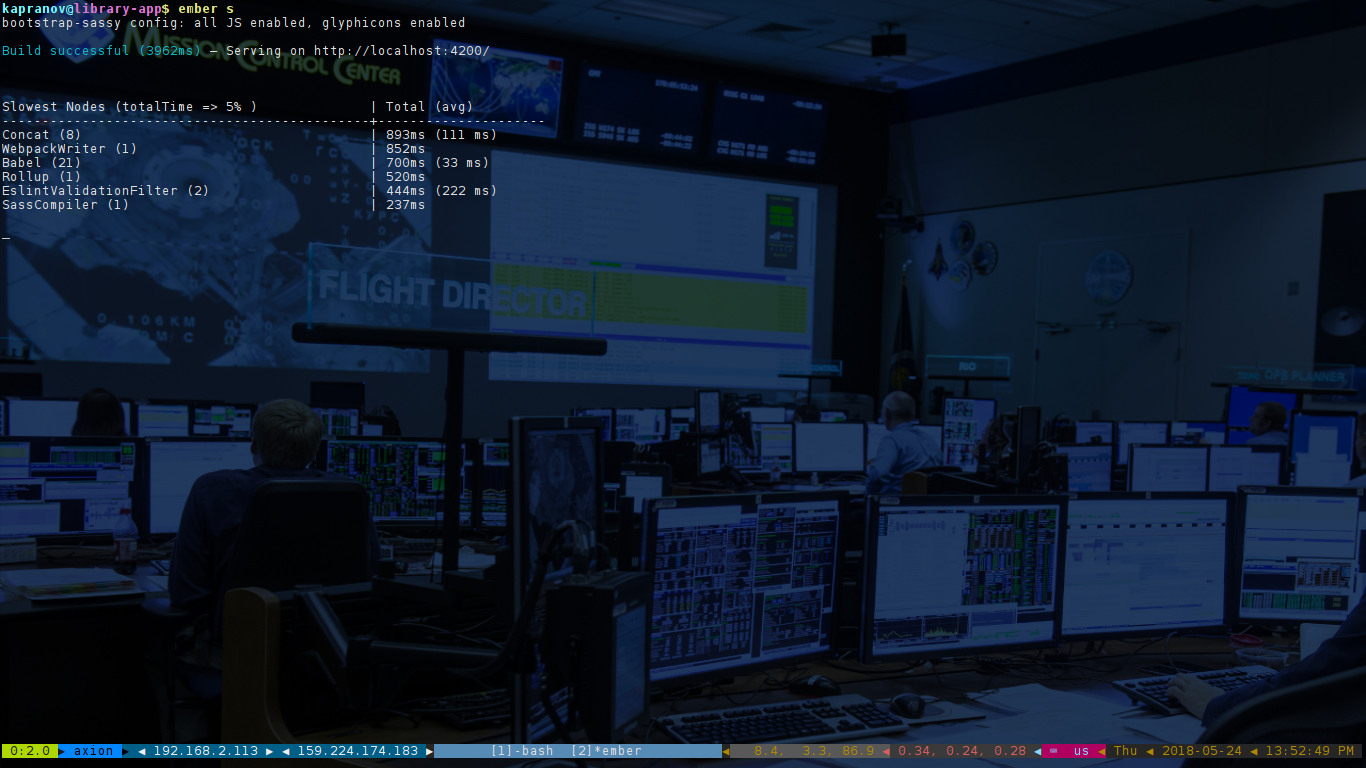 kapranov@library-app$ ember s
bootstrap-sassy config: all JS enabled, glyphicons enabled
Build successful (3962ms) – Serving on http://localhost:4200/
Slowest Nodes (totalTime => 5% ) | Total (avg)
----------------------------------------------+---------------------
Concat (8) | 893ms (111 ms)
WebpackWriter (1) | 852ms
Babel (21) | 700ms (33 ms)
Rollup (1) | 520ms
EslintValidationFilter (2) | 444ms (222 ms)
SassCompiler (1) | 237ms
MISSION CONTROL CENTER
FLIGHT DIRECTOR
RIO
OPS PLANNER
0:2.0 axion 192.168.2.113 159.224.174.183 [1]-bash [2]*ember 8.4, 3.3, 86.9 0.34, 0.24, 0.28 us Thu 2018-05-24 13:52:49 PM